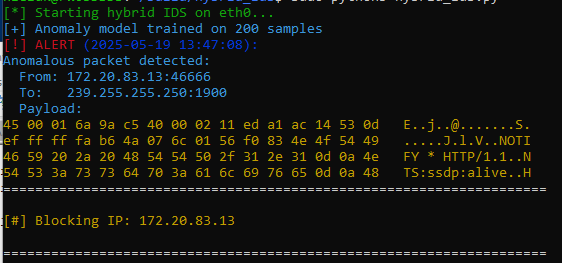 [*] Starting hybrid IDS on eth0...
[+] Anomaly model trained on 200 samples
[!] ALERT (2025-05-19 13:47:08):
Anomalous packet detected:
From: 172.20.83.13:46666
To: 239.255.255.250:1900
Payload:
45 00 01 6a 9a c5 40 00 02 11 ed a1 ac 14 53 0d E..j..@.......S.
ef ff ff fa b6 4a 07 6c 01 56 f0 83 4e 4f 54 49 .....J.l.V..NOTI
46 59 20 2a 20 48 54 54 50 2f 31 2e 31 0d 0a 4e FY * HTTP/1.1..N
54 53 3a 73 73 64 70 3a 61 6c 69 76 65 0d 0a 48 TS:ssdp:alive..H
============================================================
[#] Blocking IP: 172.20.83.13
============================================================